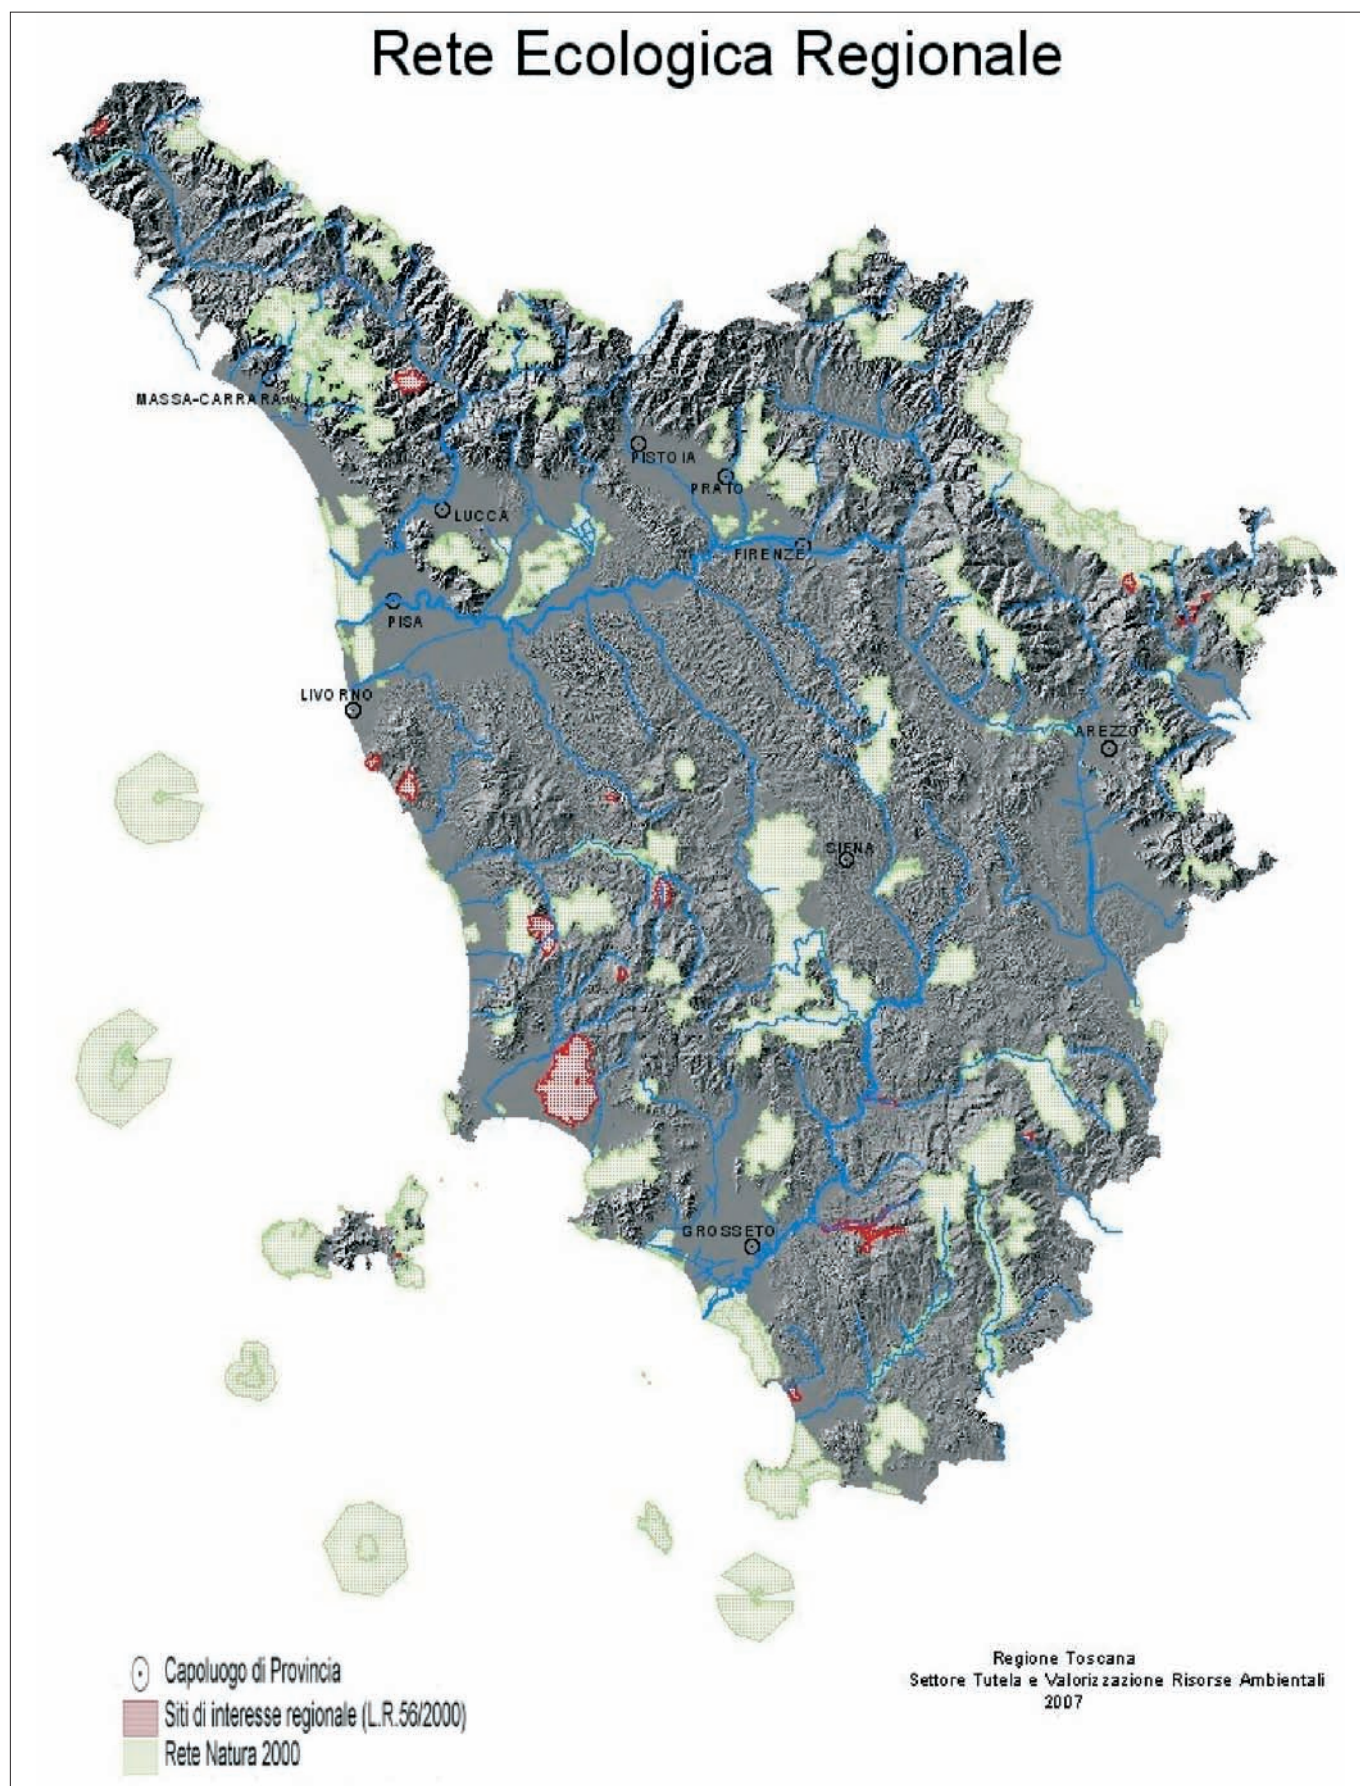 Rete Ecologica Regionale
MASSA-CARRARA
PISTOIA
PRATO
LUCCA
FIRENZE
PISA
LIVORNO
AREZZO
SIENA
GROSSETO
Capoluogo di Provincia
Siti di interesse regionale (L.R.56/2000)
Rete Natura 2000
Regione Toscana
Settore Tutela e Valorizzazione Risorse Ambientali
2007